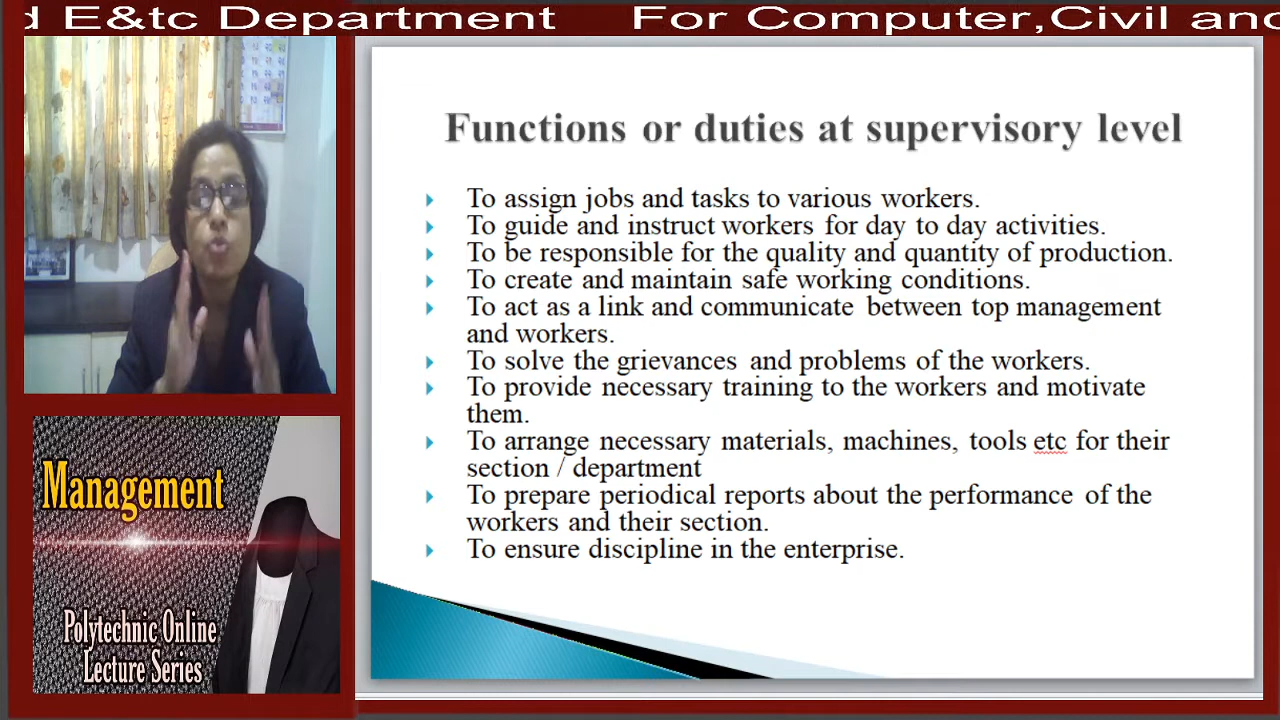 d E&tc Department For Computer,Civil and
Functions or duties at supervisory level
To assign jobs and tasks to various workers.
To guide and instruct workers for day to day activities.
To be responsible for the quality and quantity of production.
To create and maintain safe working conditions.
To act as a link and communicate between top management
and workers.
To solve the grievances and problems of the workers.
To provide necessary training to the workers and motivate
them.
To arrange necessary materials, machines, tools etc for their
section / department
To prepare periodical reports about the performance of the
workers and their section.
To ensure discipline in the enterprise.
Management
Polytechnic Online
Lecture Series